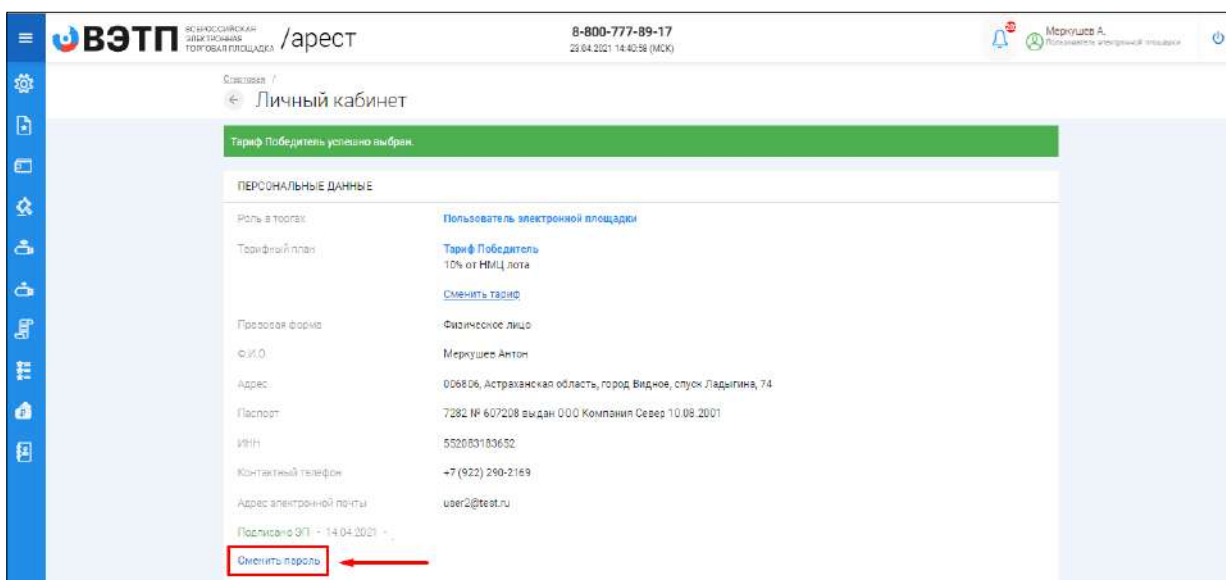 ВЭТП ВСЕРОССИЙСКАЯ ЭЛЕКТРОННАЯ ТОРГОВАЯ ПЛОЩАДКА /арест
8-800-777-89-17
23.04.2021 14:40:58 (МСК)
Меркушев А.
Пользователь электронной площадки
Стартовая /
Личный кабинет
Тариф Победитель успешно выбран.
ПЕРСОНАЛЬНЫЕ ДАННЫЕ
Роль в торгах Пользователь электронной площадки
Тарифный план Тариф Победитель
10% от НМЦ лота
Сменить тариф
Правовая форма Физическое лицо
Ф.И.О. Меркушев Антон
Адрес 006806, Астраханская область, город Видное, спуск Ладыгина, 74
Паспорт 7282 № 607208 выдан ООО Компания Север 10.08.2001
ИНН 552083183652
Контактный телефон +7 (922) 290-2169
Адрес электронной почты user2@test.ru
Подписано ЭП - 14.04.2021 -
Сменить пароль